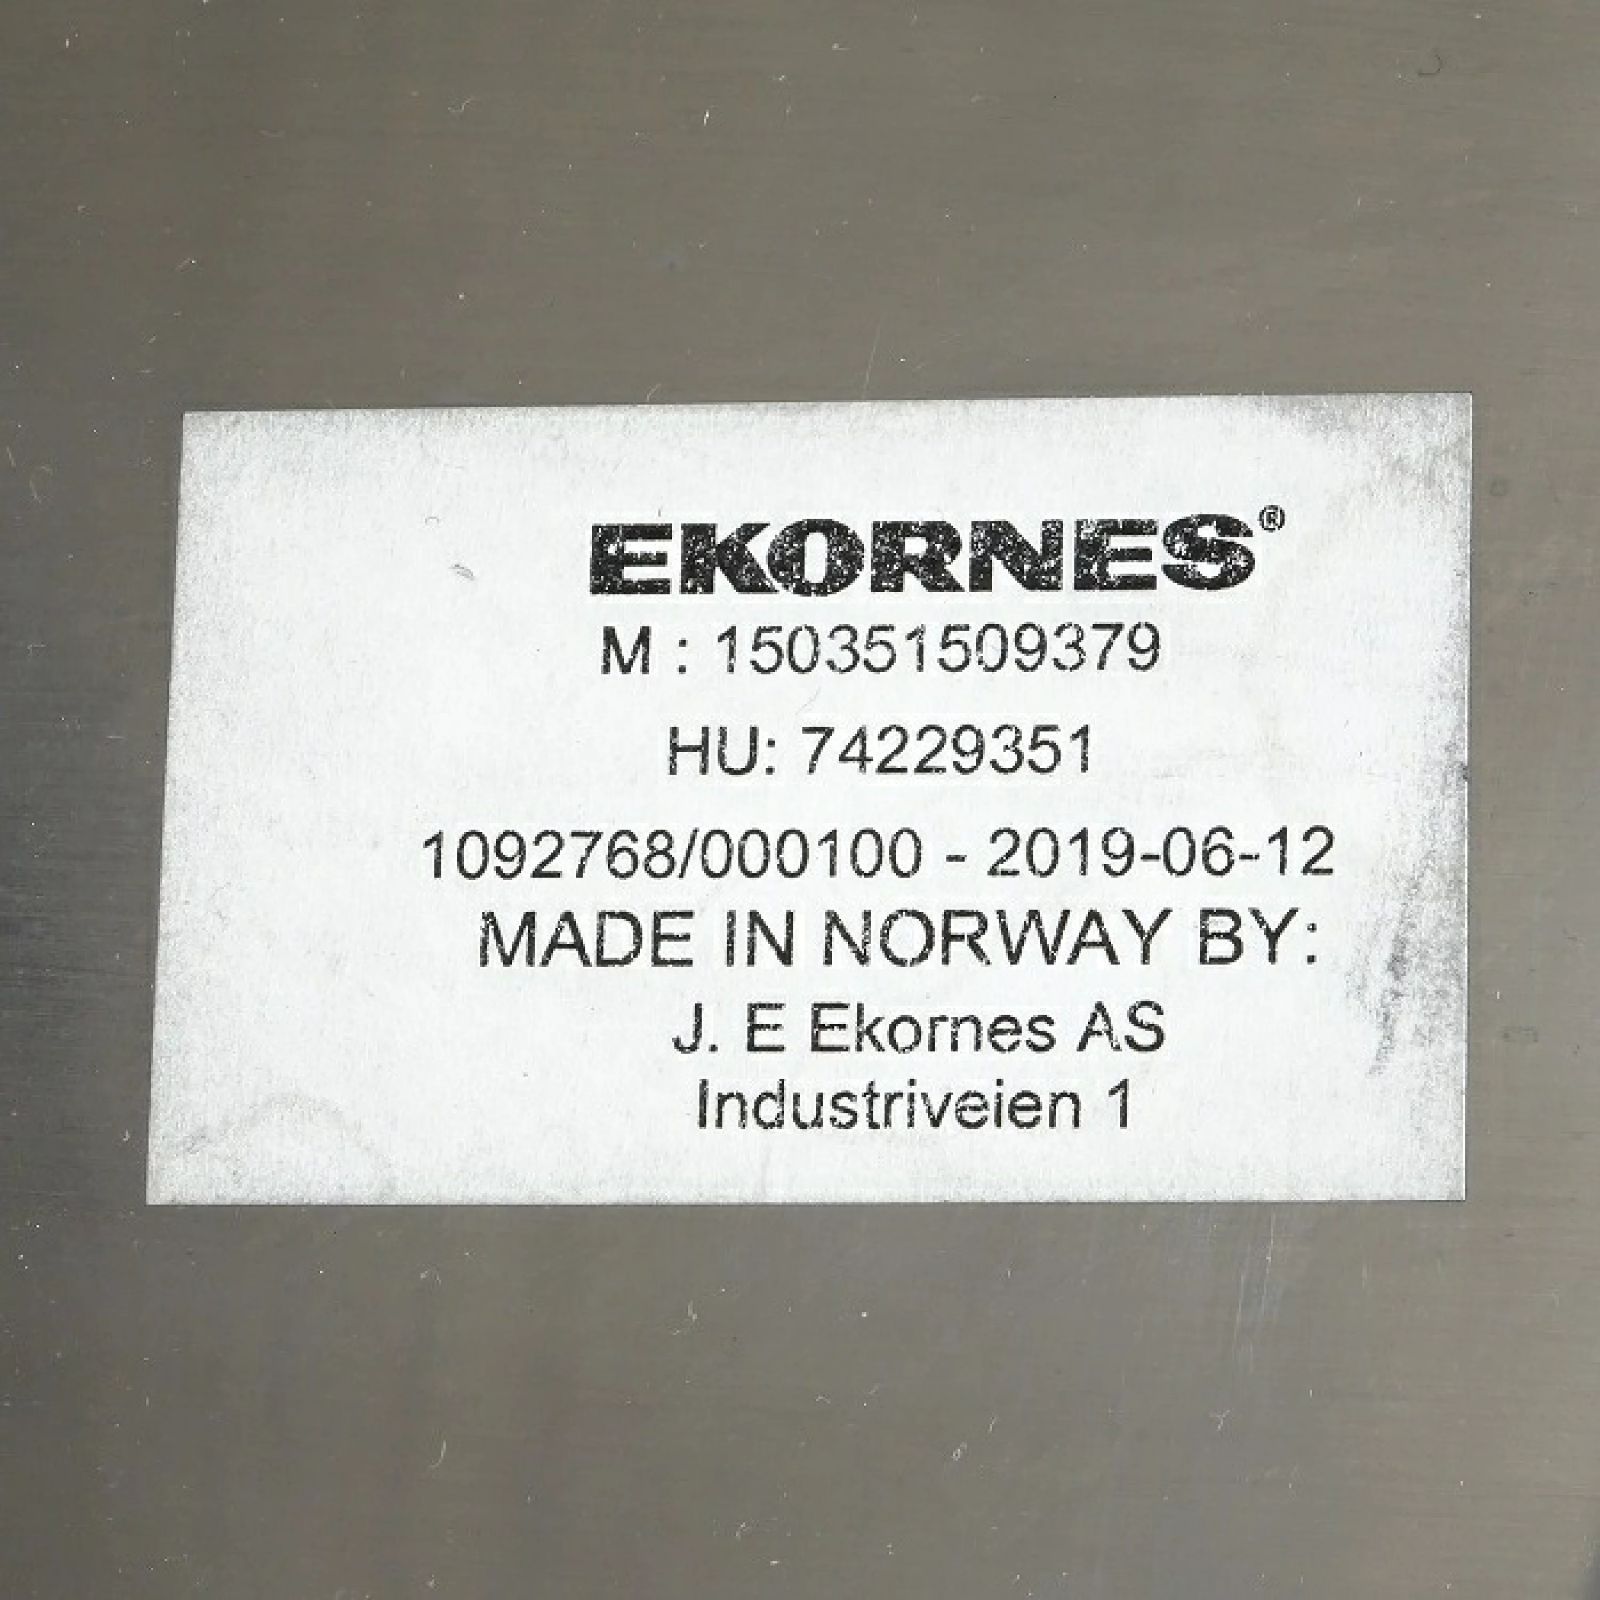 EKORNES®
M : 150351509379
HU: 74229351
1092768/000100 - 2019-06-12
MADE IN NORWAY BY:
J. E Ekornes AS
Industriveien 1